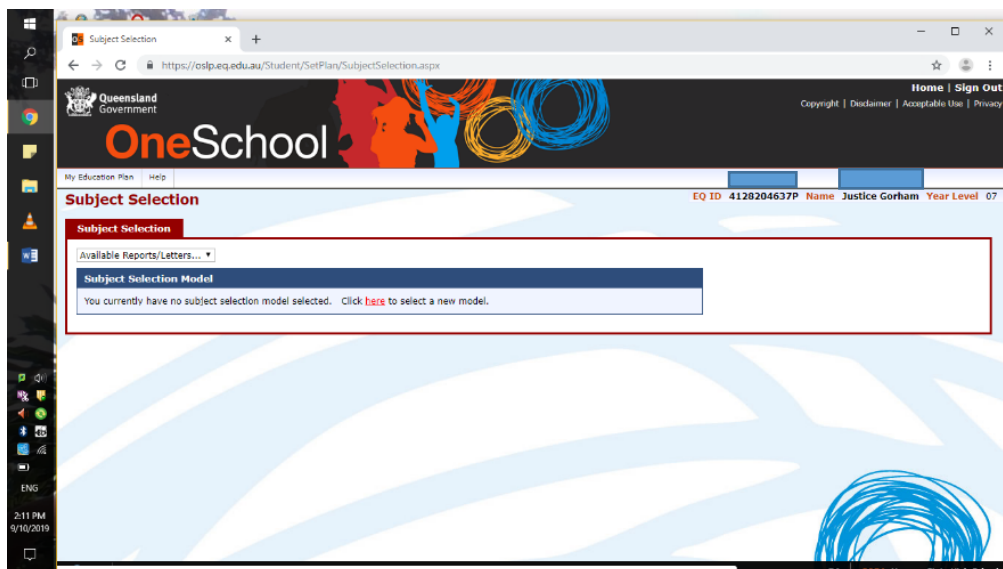 Subject Selection
https://oslp.eq.edu.au/Student/SetPlan/SubjectSelection.aspx
Home | Sign Out
Copyright | Disclaimer | Acceptable Use | Privacy
Queensland
Government
OneSchool
My Education Plan Help
Subject Selection
EQ ID 4128204637P Name Justice Gorham Year Level 07
Subject Selection
Available Reports/Letters...
Subject Selection Model
You currently have no subject selection model selected. Click here to select a new model.
ENG
2:11 PM
9/10/2019